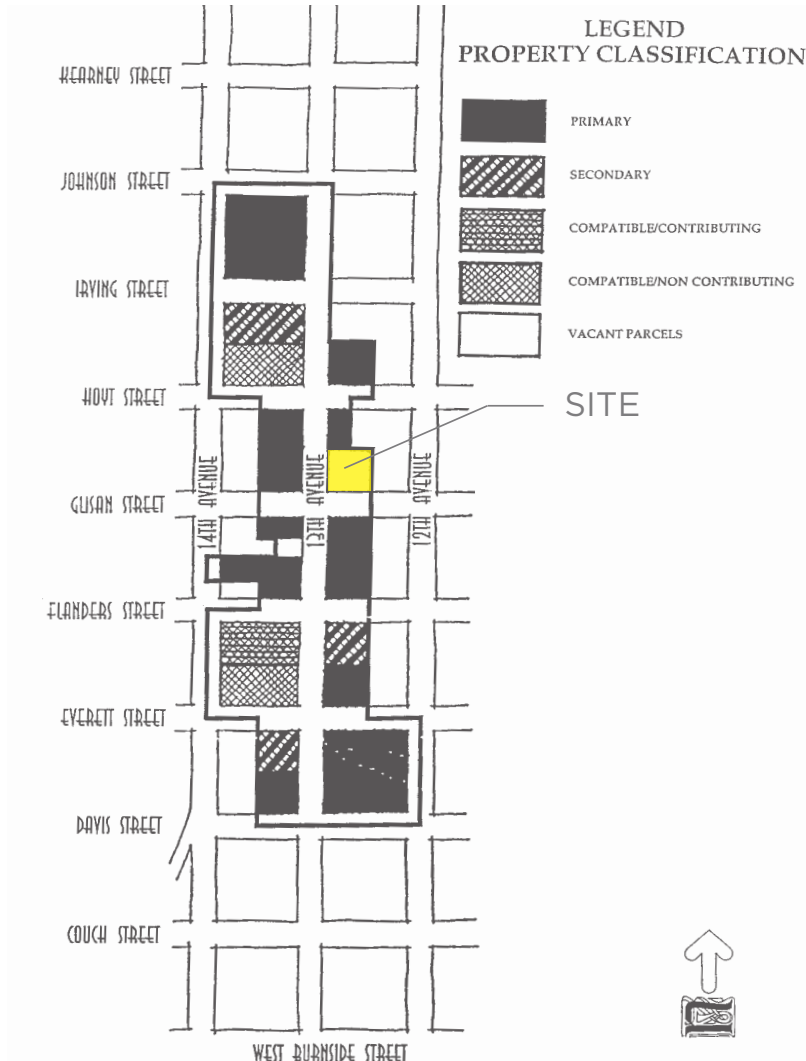 LEGEND
PROPERTY CLASSIFICATION
PRIMARY
SECONDARY
COMPATIBLE/CONTRIBUTING
COMPATIBLE/NON CONTRIBUTING
VACANT PARCELS
KEARNEY STREET
JOHNSON STREET
IRVING STREET
HOYT STREET
SITE
14TH AVENUE
13TH AVENUE
12TH AVENUE
GLISAN STREET
FLANDERS STREET
EVERETT STREET
DAVIS STREET
COUCH STREET
WEST BURNSIDE STREET